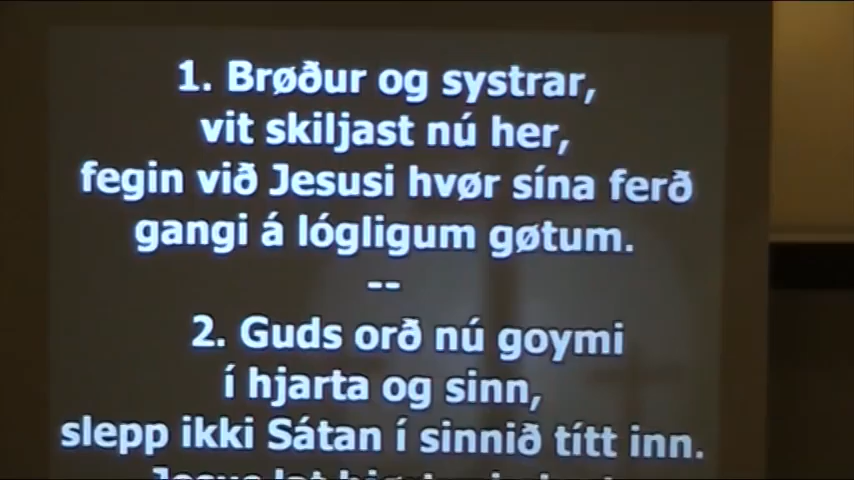 1. Brøður og systrar,
vit skiljast nú her,
fegin við Jesusi hvør sína ferð
gangi á lógligum gøtum.
--
2. Guds orð nú goymi
í hjarta og sinn,
slepp ikki Sátan í sinnið títt inn.